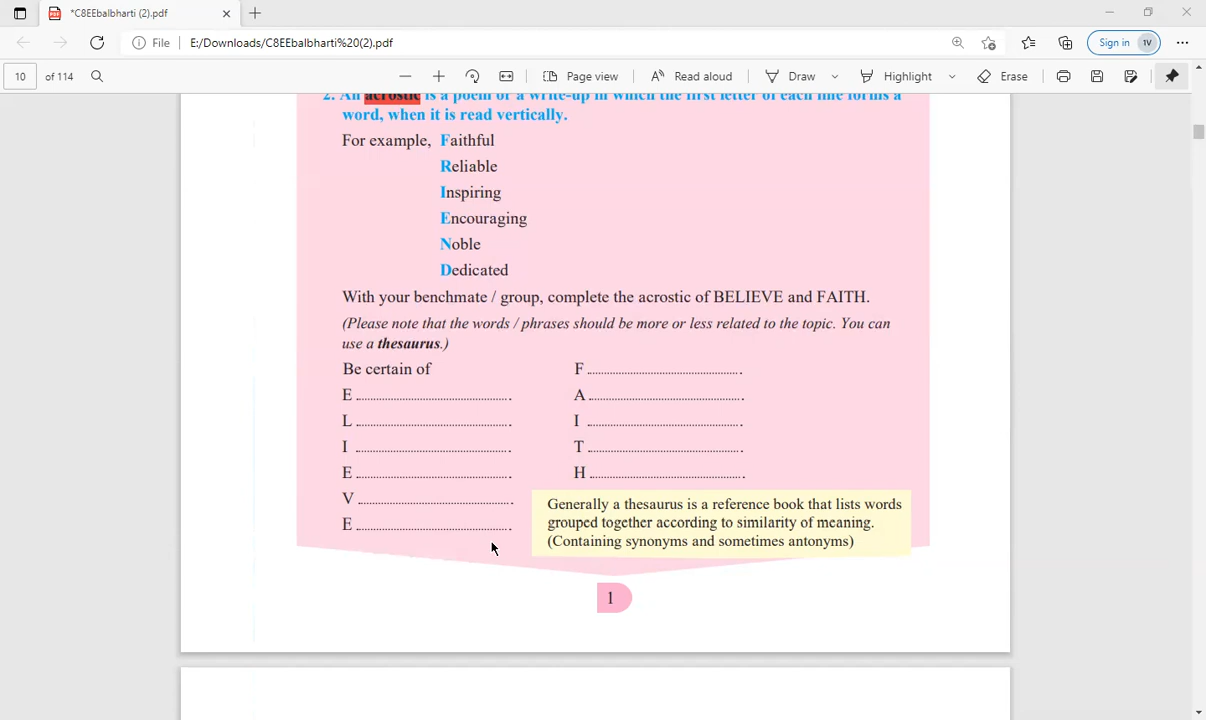 *C8EEbalbharti (2).pdf
File
E:/Downloads/C8EEbalbharti%20(2).pdf
Sign in
1V
10
of 114
Page view
Read aloud
Draw
Highlight
Erase
2. An acrostic is a poem or a write-up in which the first letter of each line forms a
word, when it is read vertically.
For example, Faithful
Reliable
Inspiring
Encouraging
Noble
Dedicated
With your benchmate / group, complete the acrostic of BELIEVE and FAITH.
(Please note that the words / phrases should be more or less related to the topic. You can
use a thesaurus.)
Be certain of
E ........................................ .
L ........................................ .
I ........................................ .
E ........................................ .
V ........................................ .
E ........................................ .
F ........................................ .
A ........................................ .
I ........................................ .
T ........................................ .
H ........................................ .
Generally a thesaurus is a reference book that lists words
grouped together according to similarity of meaning.
(Containing synonyms and sometimes antonyms)
1